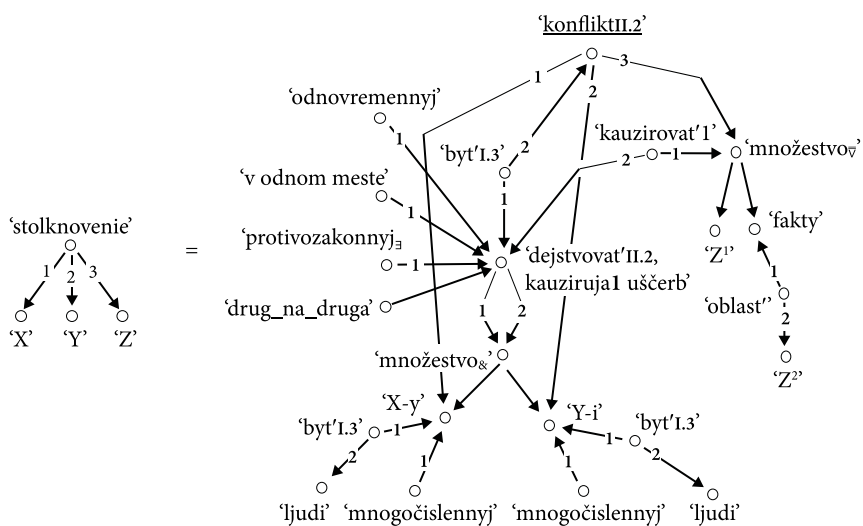 ‘konfliktII.2’
1 3
2
‘odnovremennyj’
1
‘byt′I.3’ 2
‘kauzirovat′1’
2 1 ‘množestvo⩢’
‘v odnom meste’
1 1
‘stolknovenie’
1 2 3
‘X’ ‘Y’ ‘Z’
=
‘protivozakonnyj∃’
1
‘dejstvovat′II.2,
kauziruja1 uščerb’
‘Z¹’ ‘fakty’
1
‘drug_na_druga’
1 2
‘oblast′’
2
‘množestvo&’
‘Z²’
‘X-y’ ‘Y-i’
‘byt′I.3’ 1 1 ‘byt′I.3’
2 1 1 2
‘ljudi’ ‘mnogočislennyj’ ‘mnogočislennyj’ ‘ljudi’